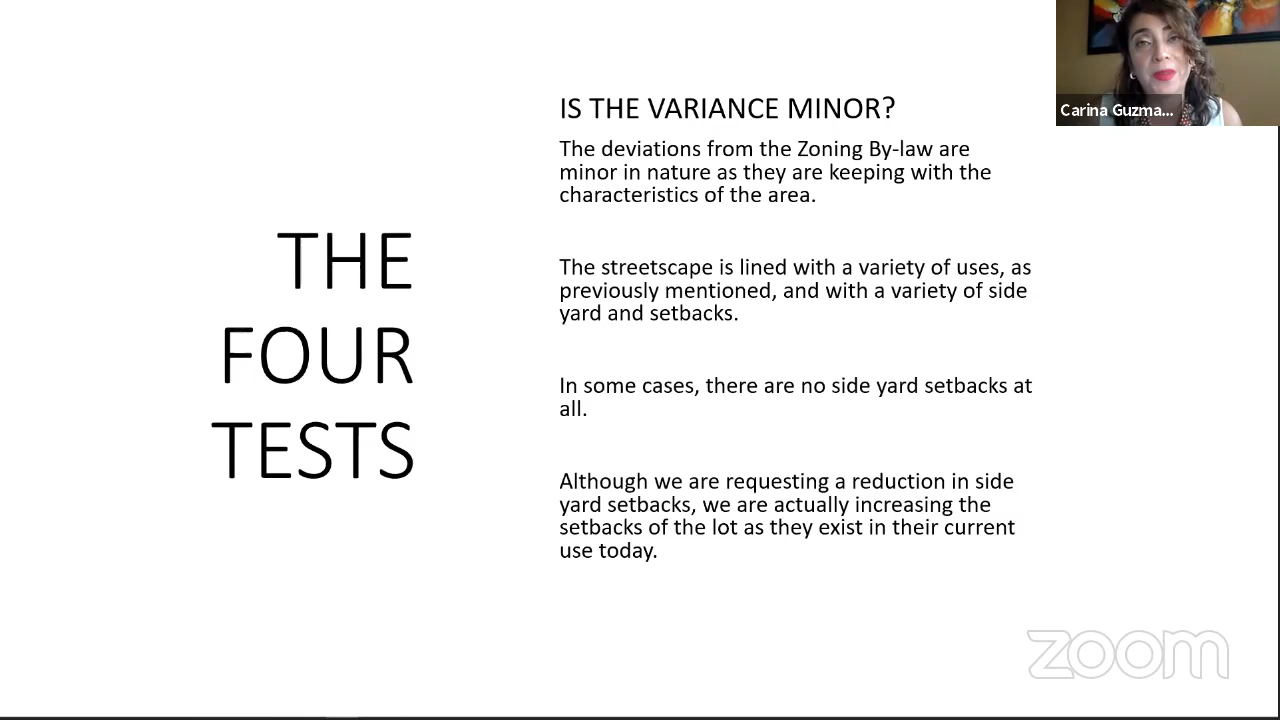 THE
FOUR
TESTS
IS THE VARIANCE MINOR?
The deviations from the Zoning By-law are
minor in nature as they are keeping with the
characteristics of the area.
The streetscape is lined with a variety of uses, as
previously mentioned, and with a variety of side
yard and setbacks.
In some cases, there are no side yard setbacks at
all.
Although we are requesting a reduction in side
yard setbacks, we are actually increasing the
setbacks of the lot as they exist in their current
use today.
Carina Guzma...
zoom